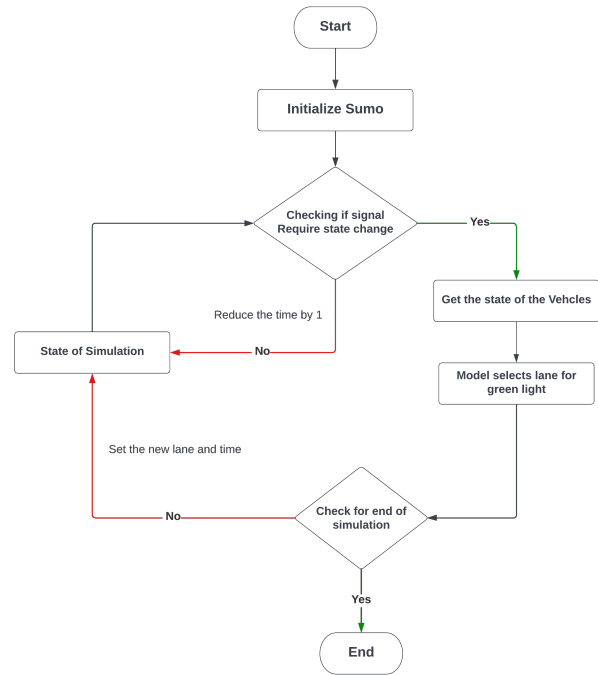 Start
Initialize Sumo
Checking if signal
Require state change
Yes
Get the state of the Vehcles
Reduce the time by 1
No
State of Simulation
Model selects lane for
green light
Set the new lane and time
Check for end of
simulation
No
Yes
End